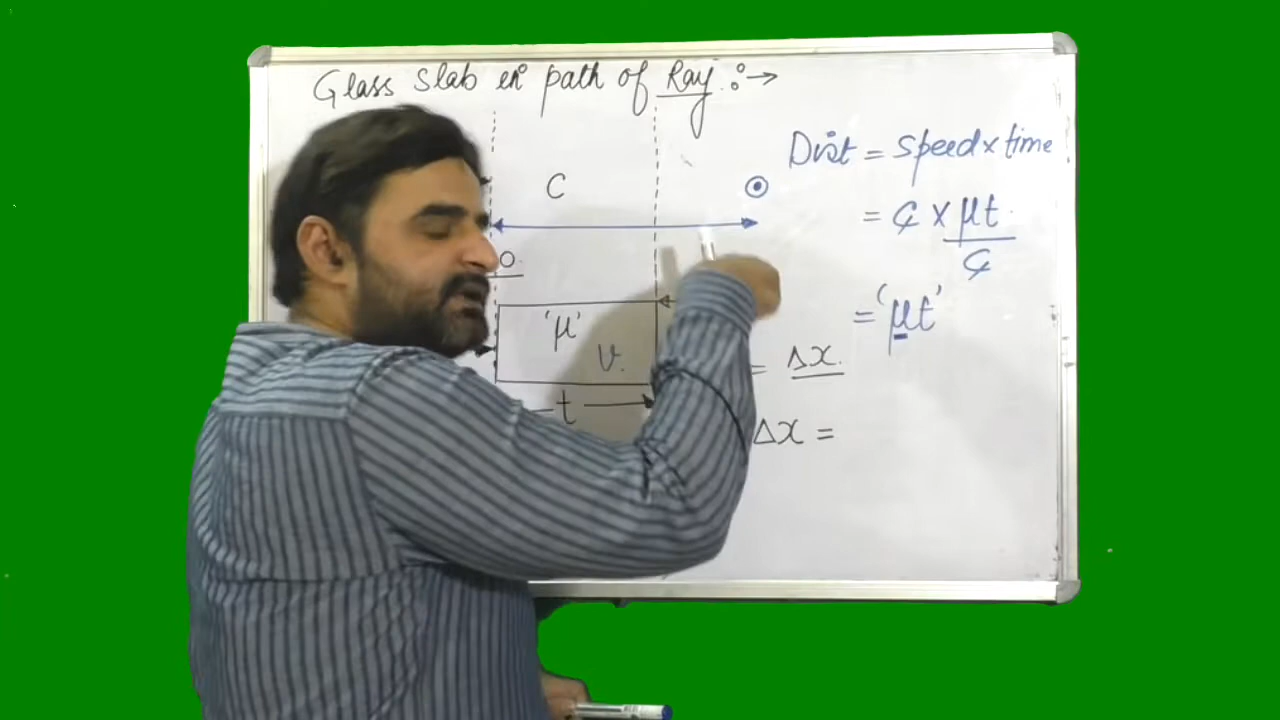 Glass slab in path of Ray :→
Dist = speed x time
C
= C x μt
C
O
= 'μt'
'μ'
v.
= Δx.
t
Δx =